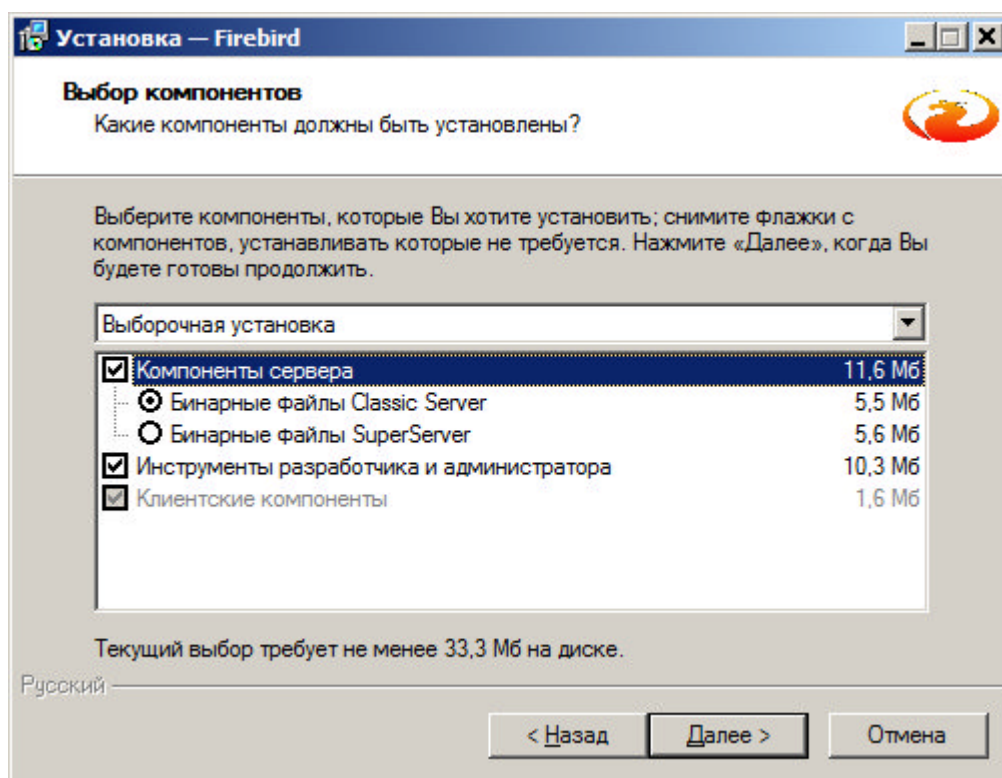 Установка — Firebird
Выбор компонентов
Какие компоненты должны быть установлены?
Выберите компоненты, которые Вы хотите установить; снимите флажки с
компонентов, устанавливать которые не требуется. Нажмите «Далее», когда Вы
будете готовы продолжить.
Выборочная установка
Компоненты сервера 11,6 Мб
Бинарные файлы Classic Server 5,5 Мб
Бинарные файлы SuperServer 5,6 Мб
Инструменты разработчика и администратора 10,3 Мб
Клиентские компоненты 1,6 Мб
Текущий выбор требует не менее 33,3 Мб на диске.
Русский
< Назад Далее > Отмена